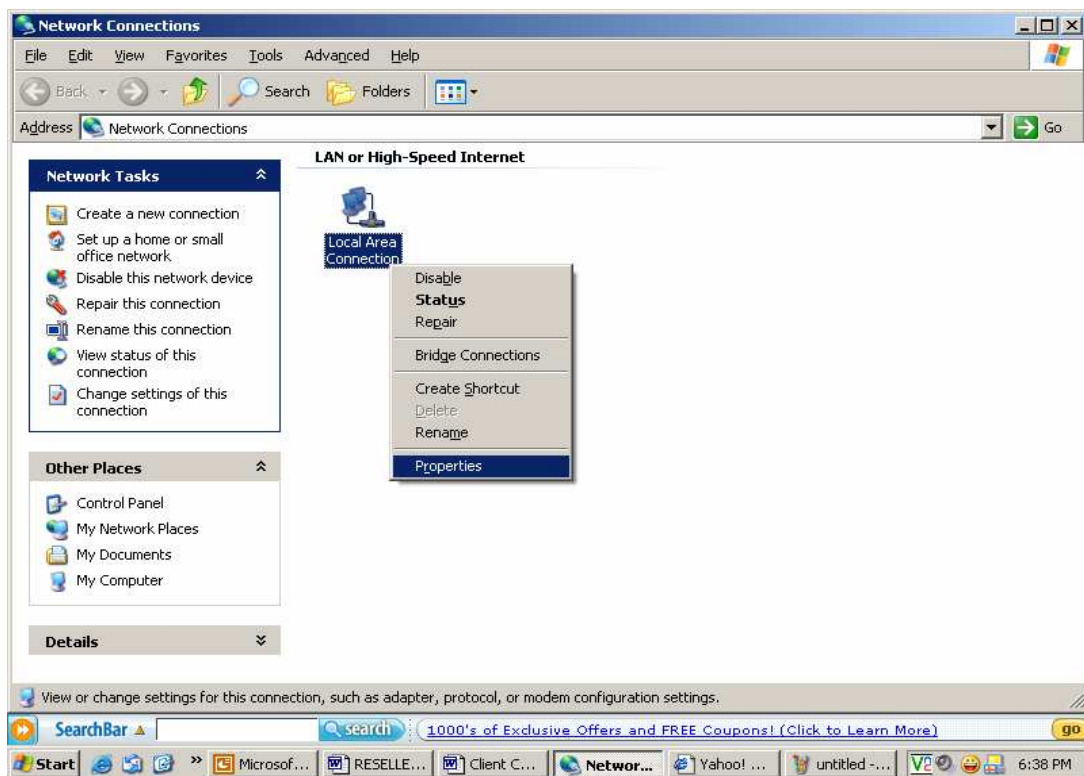 Network Connections
File Edit View Favorites Tools Advanced Help
Back Search Folders
Address Network Connections Go
Network Tasks
Create a new connection
Set up a home or small
office network
Disable this network device
Repair this connection
Rename this connection
View status of this
connection
Change settings of this
connection
Other Places
Control Panel
My Network Places
My Documents
My Computer
Details
LAN or High-Speed Internet
Local Area
Connection
Disable
Status
Repair
Bridge Connections
Create Shortcut
Delete
Rename
Properties
View or change settings for this connection, such as adapter, protocol, or modem configuration settings.
SearchBar search 1000's of Exclusive Offers and FREE Coupons! (Click to Learn More) go
Start » Microsof... RESELLE... Client C... Networ... Yahoo! ... untitled -... V2 6:38 PM